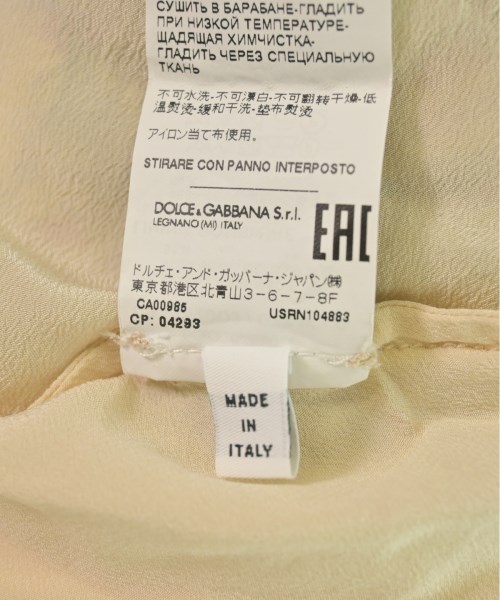 СУШИТЬ В БАРАБАНЕ-ГЛАДИТЬ
ПРИ НИЗКОЙ ТЕМПЕРАТУРЕ-
ЩАДЯЩАЯ ХИМЧИСТКА-
ГЛАДИТЬ ЧЕРЕЗ СПЕЦИАЛЬНУЮ
ТКАНЬ
不可水洗-不可漂白-不可翻转干燥-低
温熨烫-缓和干洗-垫布熨烫
アイロン当て布使用。
STIRARE CON PANNO INTERPOSTO
DOLCE&GABBANA S.r.l.
LEGNANO (MI) ITALY
EAC
ドルチェ・アンド・ガッバーナ・ジャパン㈱
東京都港区北青山3-6-7-8F
CA00985 USRN104883
CP: 04293
MADE
IN
ITALY